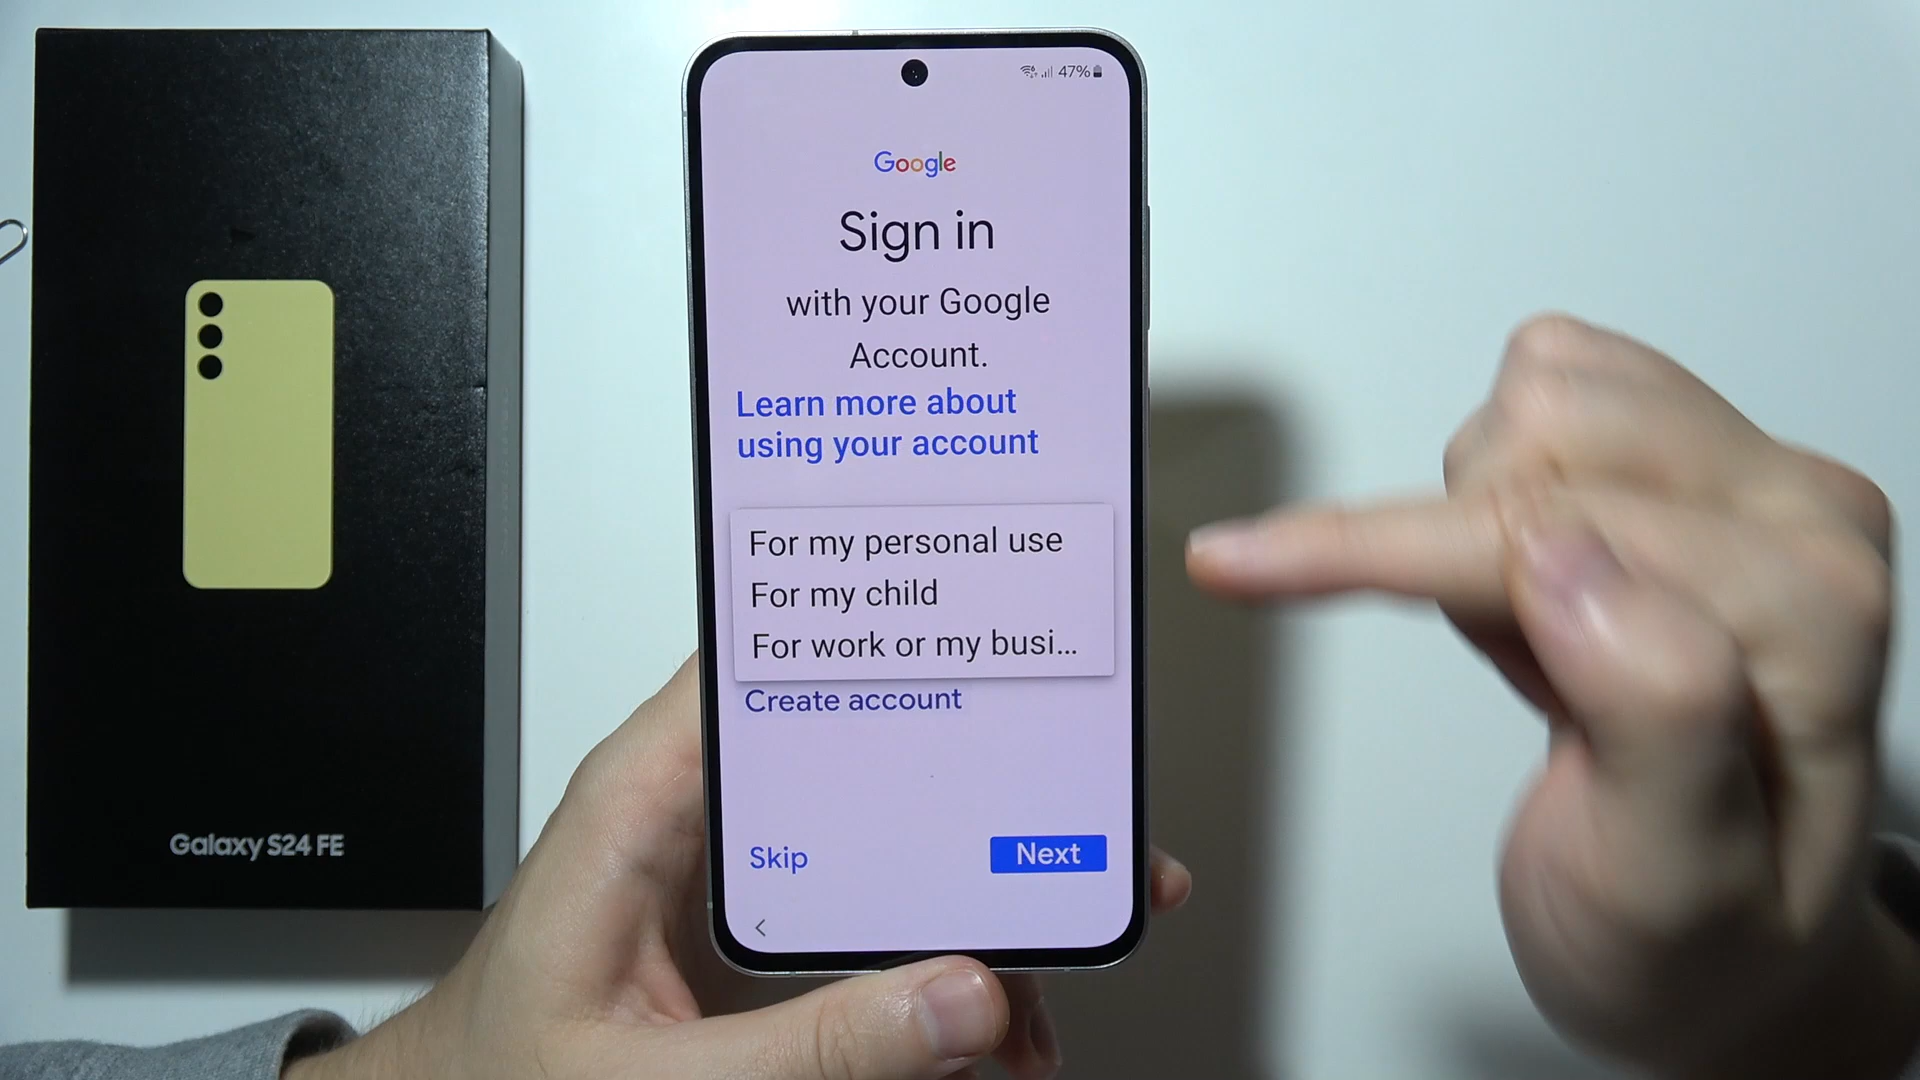 47%
Google
Sign in
with your Google
Account.
Learn more about
using your account
For my personal use
For my child
For work or my busi...
Create account
Skip
Next
Galaxy S24 FE